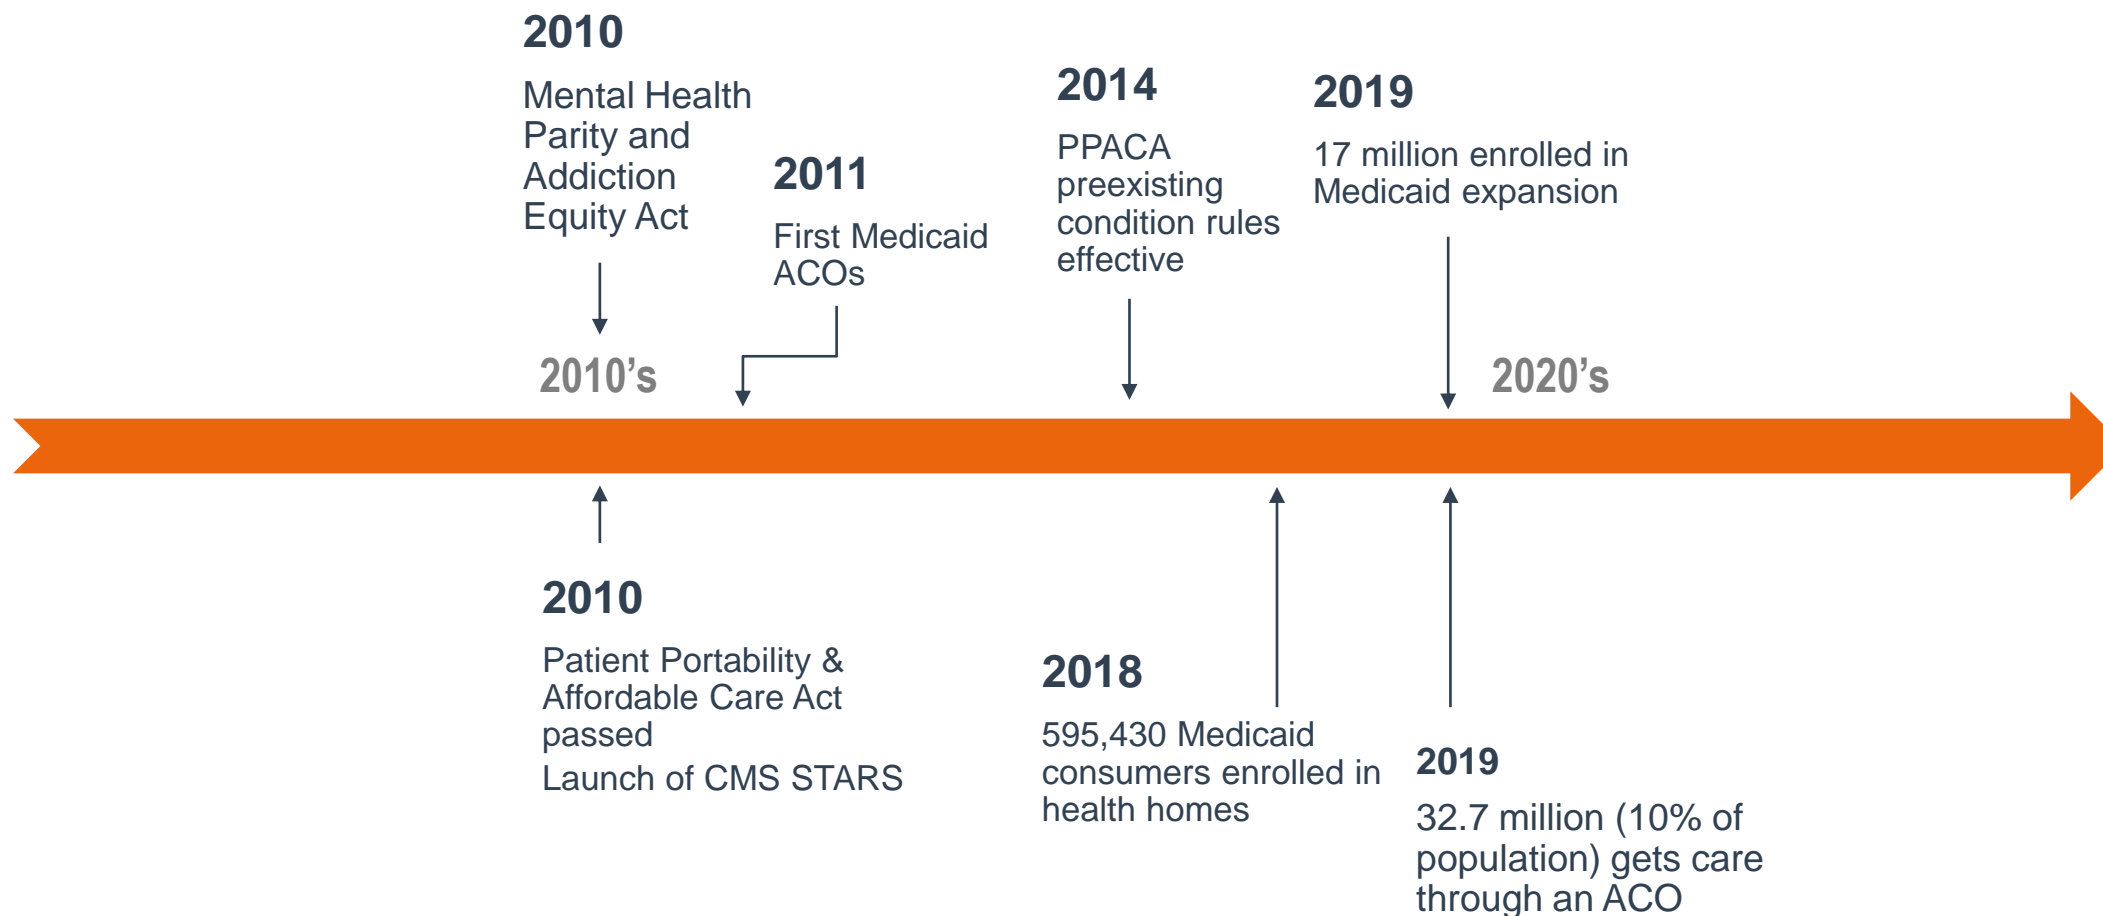 2010
Mental Health
Parity and
Addiction
Equity Act
2011
First Medicaid
ACOs
2014
PPACA
preexisting
condition rules
effective
2019
17 million enrolled in
Medicaid expansion
2010’s
2020’s
2010
Patient Portability &
Affordable Care Act
passed
Launch of CMS STARS
2018
595,430 Medicaid
consumers enrolled in
health homes
2019
32.7 million (10% of
population) gets care
through an ACO